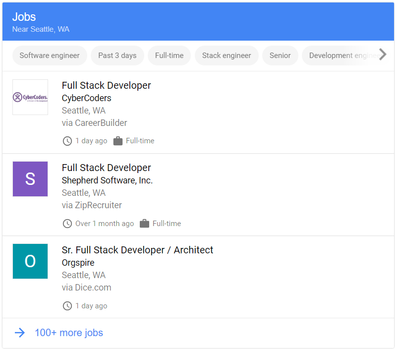 Jobs
Near Seattle, WA
Software engineer Past 3 days Full-time Stack engineer Senior Development engine
Full Stack Developer
CyberCoders
CyberCoders.
Seattle, WA
via CareerBuilder
1 day ago Full-time
Full Stack Developer
S
Shepherd Software, Inc.
Seattle, WA
via ZipRecruiter
Over 1 month ago Full-time
Sr. Full Stack Developer / Architect
O
Orgspire
Seattle, WA
via Dice.com
1 day ago
100+ more jobs